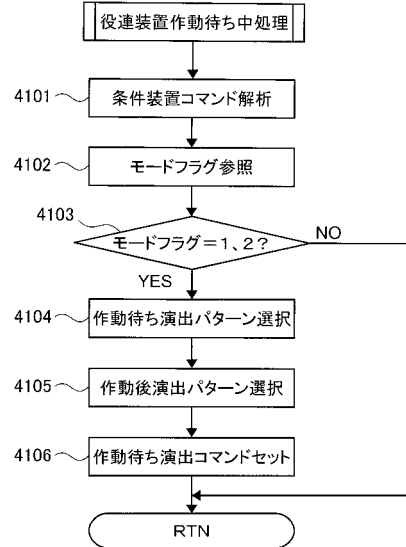 役連装置作動待ち中処理
4101
条件装置コマンド解析
4102
モードフラグ参照
4103
モードフラグ=1、2?
NO
YES
4104
作動待ち演出パターン選択
4105
作動後演出パターン選択
4106
作動待ち演出コマンドセット
RTN